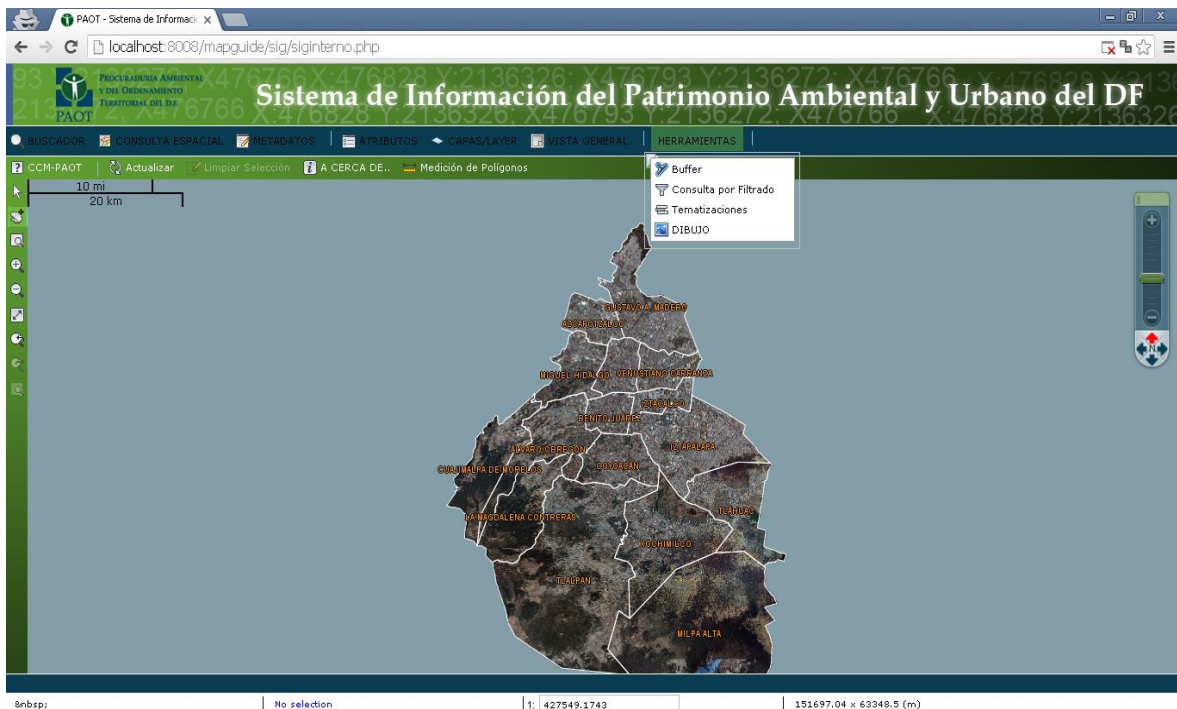 PAOT - Sistema de Informaci
localhost:8008/mapguide/sig/siginterno.php
PROCURADURIA AMBIENTAL
Y DEL ORDENAMIENTO
TERRITORIAL DEL D.F.
PAOT
Sistema de Información del Patrimonio Ambiental y Urbano del DF
BUSCADOR CONSULTA ESPACIAL METADATOS ATRIBUTOS CAPAS/LAYER VISTA GENERAL HERRAMIENTAS
CCM-PAOT Actualizar Limpiar Selección A CERCA DE.. Medición de Polígonos
Buffer
Consulta por Filtrado
Tematizaciones
DIBUJO
10 mi
20 km
N
GUSTAVO A. MADERO
AZCAPOTZALCO
MIGUEL HIDALGO VENUSTIANO CARRANZA
IZTACALCO
BENITO JUAREZ
ALVARO OBREGON IZTAPALAPA
CUAJIMALPA DE MORELOS COYOACAN
LA MAGDALENA CONTRERAS TLAHUAC
XOCHIMILCO
TLALPAN
MILPA ALTA
&nbsp; No selection 1: 427549.1743 151697.04 x 63348.5 (m)